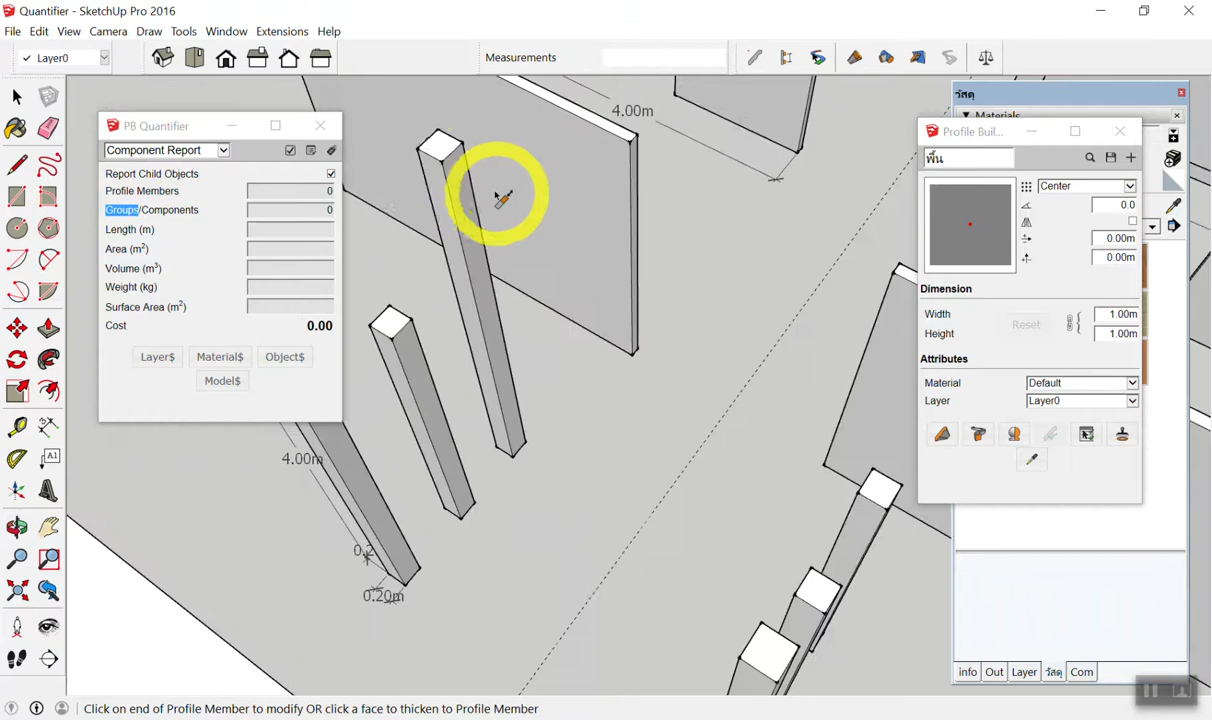 Quantifier - SketchUp Pro 2016
File Edit View Camera Draw Tools Window Extensions Help
Layer0
Measurements
PB Quantifier
Component Report
Report Child Objects
Profile Members 0
Groups/Components 0
Length (m)
Area (m²)
Volume (m³)
Weight (kg)
Surface Area (m²)
Cost 0.00
Layer$ Material$ Object$
Model$
4.00m
4.00m
0.2
0.20m
วัสดุ
Materials
Profile Buil...
พื้น
Center
0.0
0.00m
0.00m
Dimension
Width 1.00m
Reset
Height 1.00m
Attributes
Material Default
Layer Layer0
info Out Layer วัสดุ Com
A1
Click on end of Profile Member to modify OR click a face to thicken to Profile Member